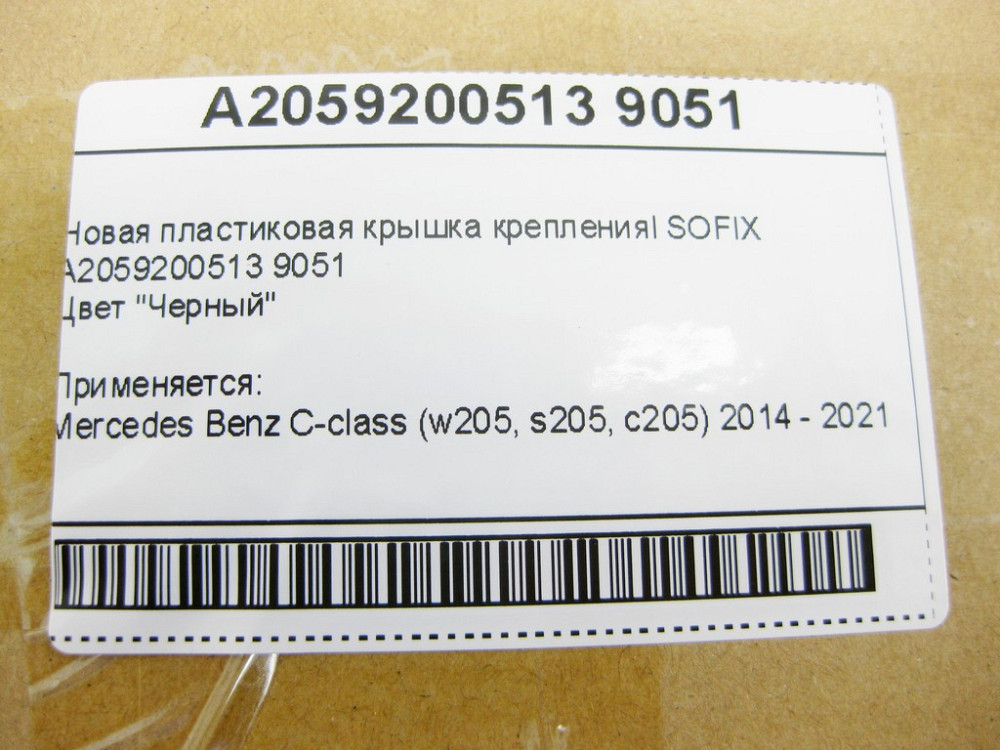 A2059200513 9051
Новая пластиковая крышка крепленияI SOFIX
A2059200513 9051
Цвет "Черный"
Применяется:
Mercedes Benz C-class (w205, s205, c205) 2014 - 2021